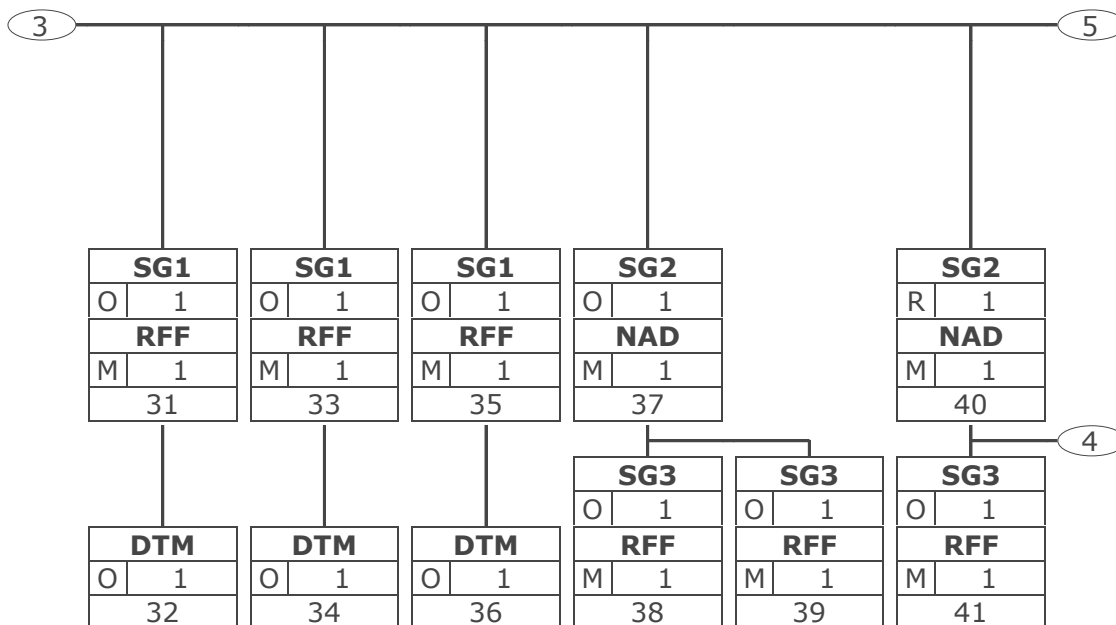 3 5
SG1 SG1 SG1 SG2 SG2
O 1 O 1 O 1 O 1 R 1
RFF RFF RFF NAD NAD
M 1 M 1 M 1 M 1 M 1
31 33 35 37 40
4
SG3 SG3 SG3
O 1 O 1 O 1
DTM DTM DTM RFF RFF RFF
O 1 O 1 O 1 M 1 M 1 M 1
32 34 36 38 39 41